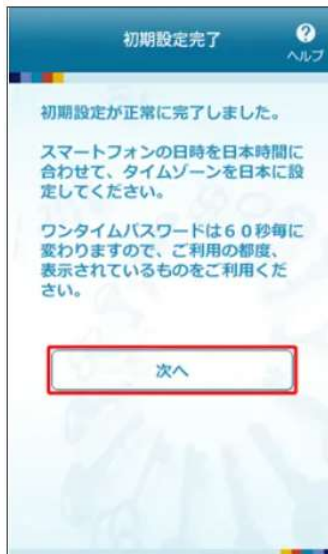 初期設定完了
?
ヘルプ
初期設定が正常に完了しました。
スマートフォンの日時を日本時間に
合わせて、タイムゾーンを日本に設
定してください。
ワンタイムパスワードは６０秒毎に
変わりますので、ご利用の都度、
表示されているものをご利用くだ
さい。
次へ